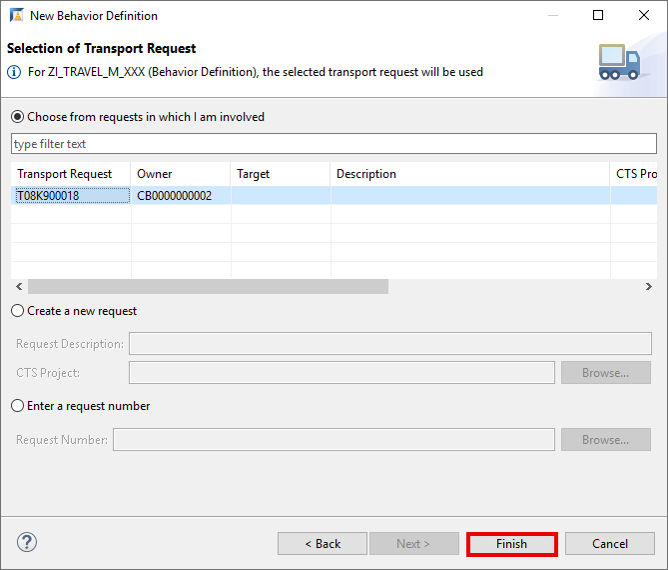 New Behavior Definition
Selection of Transport Request
For ZI_TRAVEL_M_XXX (Behavior Definition), the selected transport request will be used
Choose from requests in which I am involved
type filter text
Transport Request Owner Target Description CTS Pro
T08K900018 CB0000000002
Create a new request
Request Description:
CTS Project: Browse...
Enter a request number
Request Number: Browse...
? < Back Next > Finish Cancel